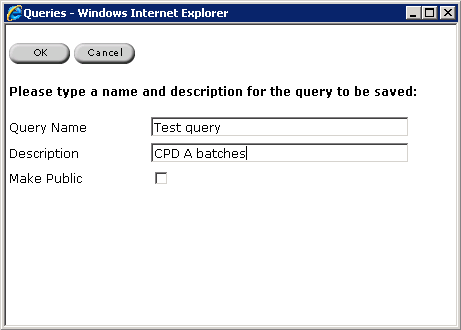 Queries - Windows Internet Explorer
OK Cancel
Please type a name and description for the query to be saved:
Query Name Test query
Description CPD A batches
Make Public